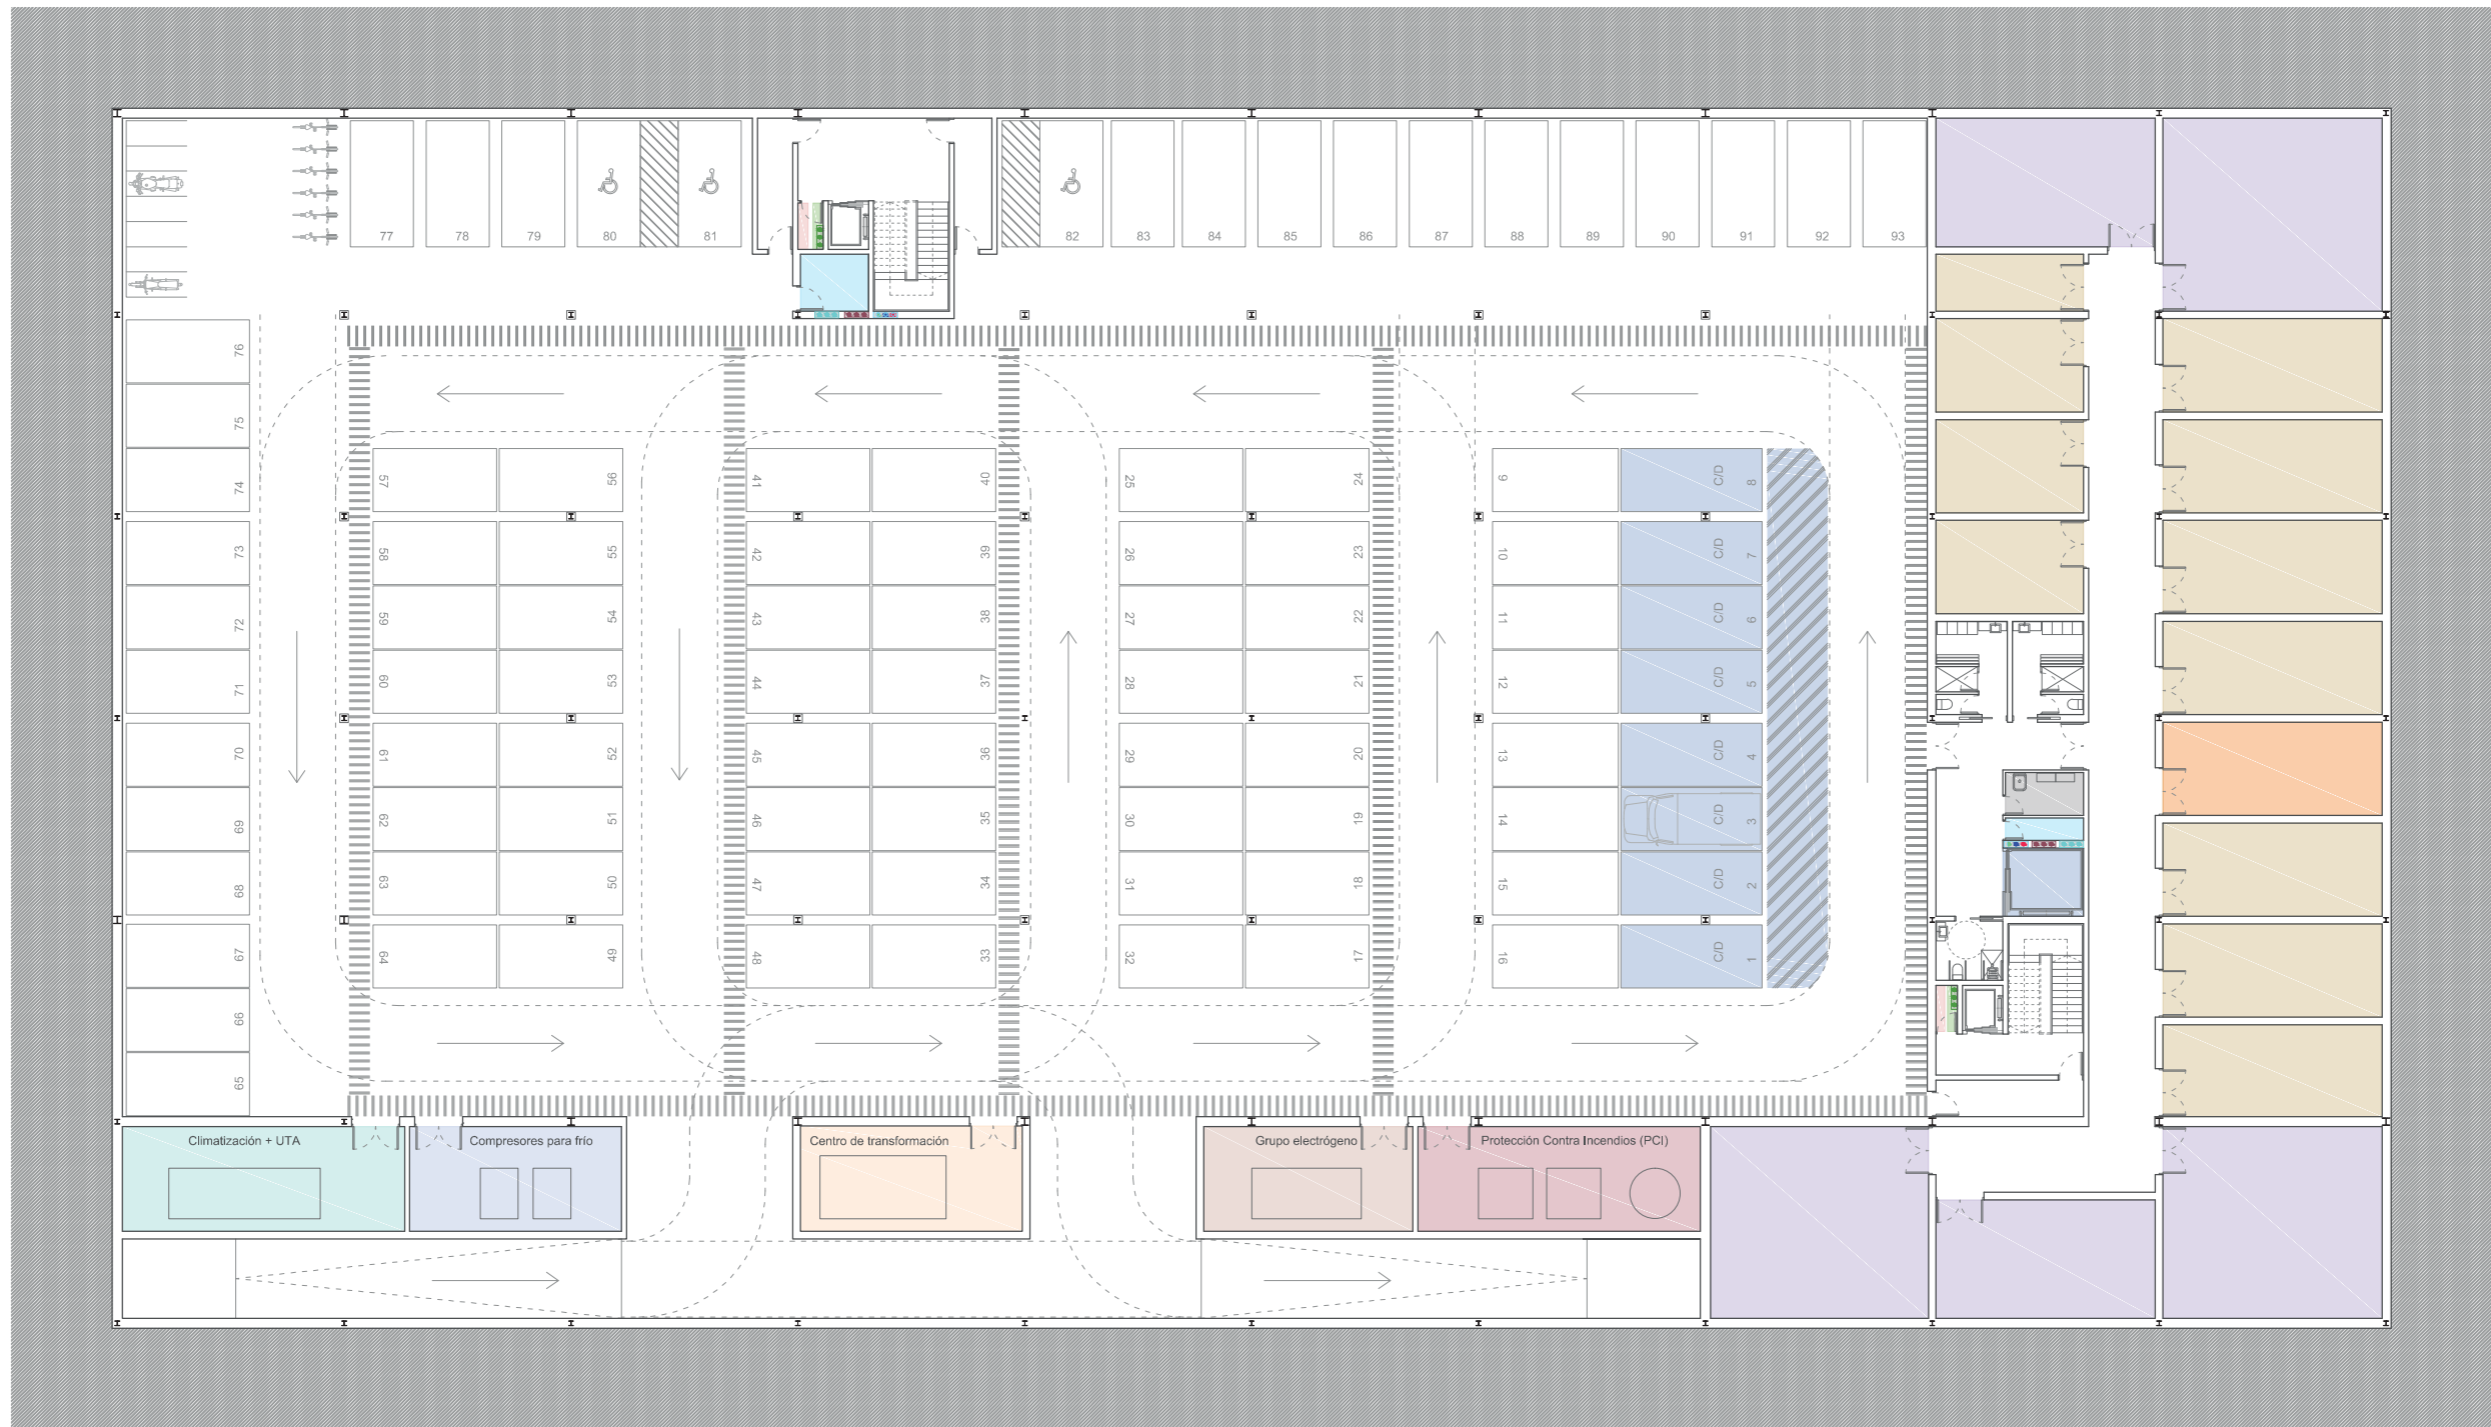 77 78 79 80 81 82 83 84 85 86 87 88 89 90 91 92 93
76
75
74 57 56 41 40 25 24 9 C/D 8
73 58 55 42 39 26 23 10 C/D 7
72 59 54 43 38 27 22 11 C/D 6
71 60 53 44 37 28 21 12 C/D 5
70 61 52 45 36 29 20 13 C/D 4
69 62 51 46 35 30 19 14 C/D 3
68 63 50 47 34 31 18 15 C/D 2
67 64 49 48 33 32 17 16 C/D 1
66
65
Climatización + UTA
Compresores para frío
Centro de transformación
Grupo electrógeno
Protección Contra Incendios (PCI)